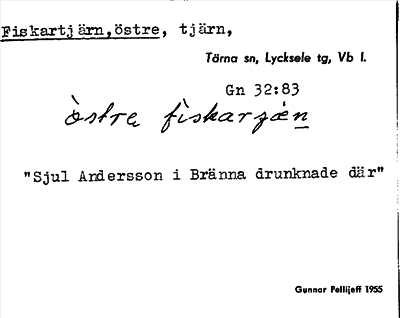 Fiskartjärn,östre, tjärn,
Tärna sn, Lycksele tg, Vb l.
Gn 32:83
östre fiskarjæn
"Sjul Andersson i Bränna drunknade där"
Gunnar Pellijeff 1955